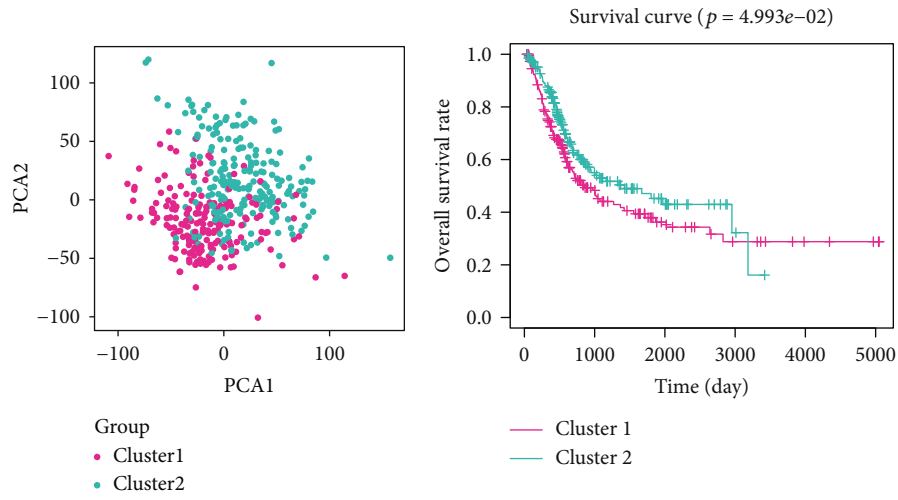 100
50
0
−50
−100
PCA2
−100
0
100
PCA1
Group
Cluster1
Cluster2
Survival curve (p = 4.993e−02)
1.0
0.8
0.6
0.4
0.2
0.0
Overall survival rate
0
1000
2000
3000
4000
5000
Time (day)
Cluster 1
Cluster 2